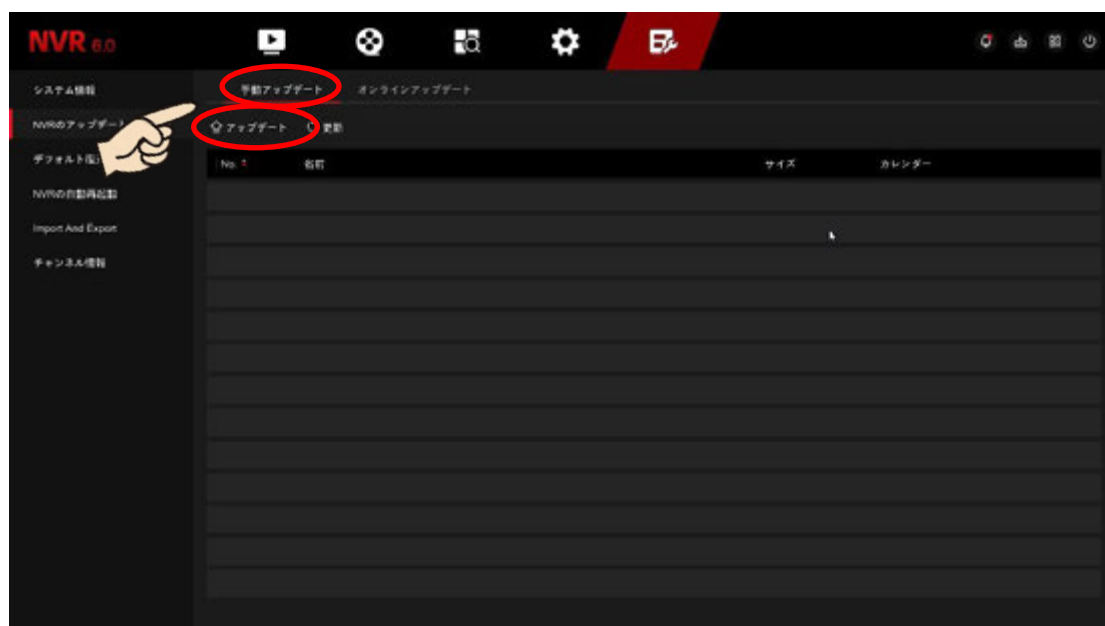 NVR 6.0
システム情報
手動アップデート オンラインアップデート
NVRのアップデート
アップデート 更新
デフォルト復
No. 名前 サイズ カレンダー
NVRの自動再起動
Import And Export
チャンネル情報